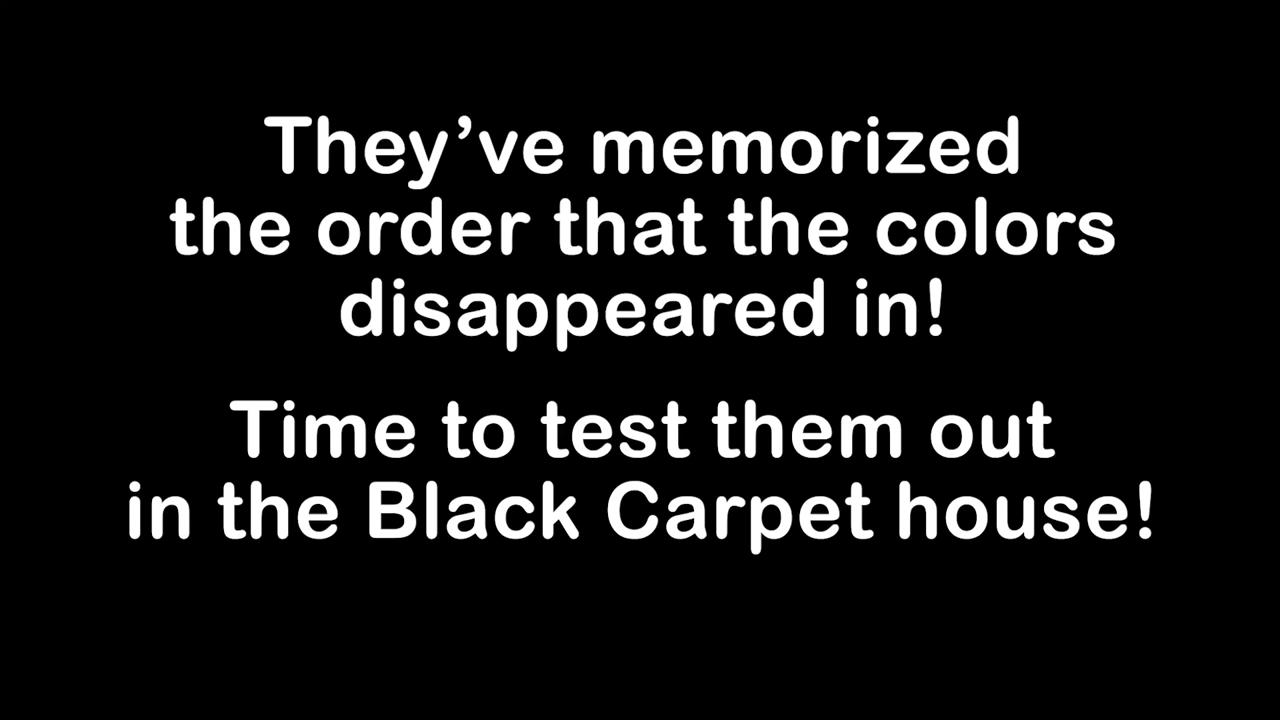 They’ve memorized
the order that the colors
disappeared in!
Time to test them out
in the Black Carpet house!